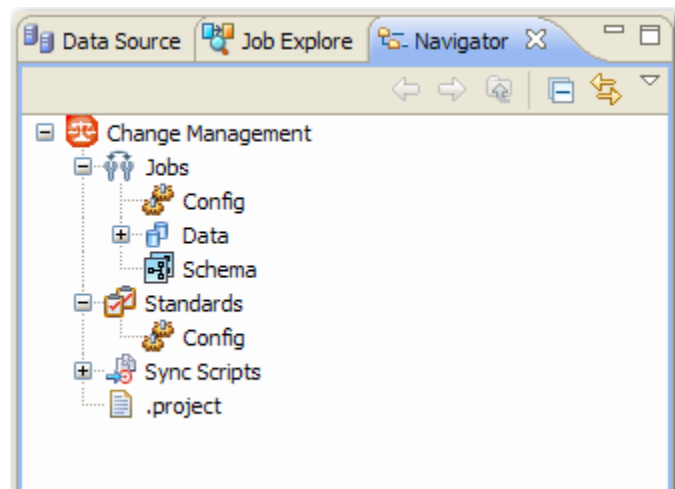 Data Source Job Explore Navigator
Change Management
Jobs
Config
Data
Schema
Standards
Config
Sync Scripts
.project